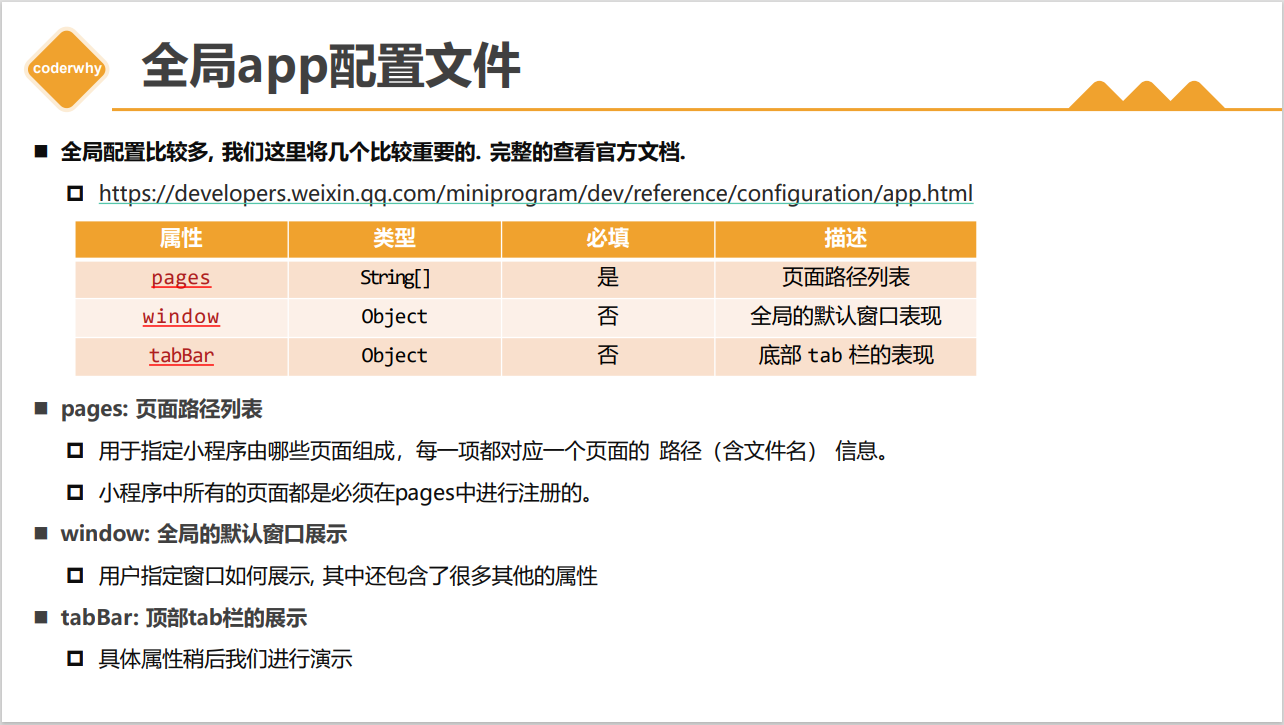 coderwhy
全局app配置文件
全局配置比较多, 我们这里将几个比较重要的. 完整的查看官方文档.
https://developers.weixin.qq.com/miniprogram/dev/reference/configuration/app.html
属性 类型 必填 描述
pages String[] 是 页面路径列表
window Object 否 全局的默认窗口表现
tabBar Object 否 底部 tab 栏的表现
pages: 页面路径列表
用于指定小程序由哪些页面组成，每一项都对应一个页面的 路径（含文件名） 信息。
小程序中所有的页面都是必须在pages中进行注册的。
window: 全局的默认窗口展示
用户指定窗口如何展示, 其中还包含了很多其他的属性
tabBar: 顶部tab栏的展示
具体属性稍后我们进行演示